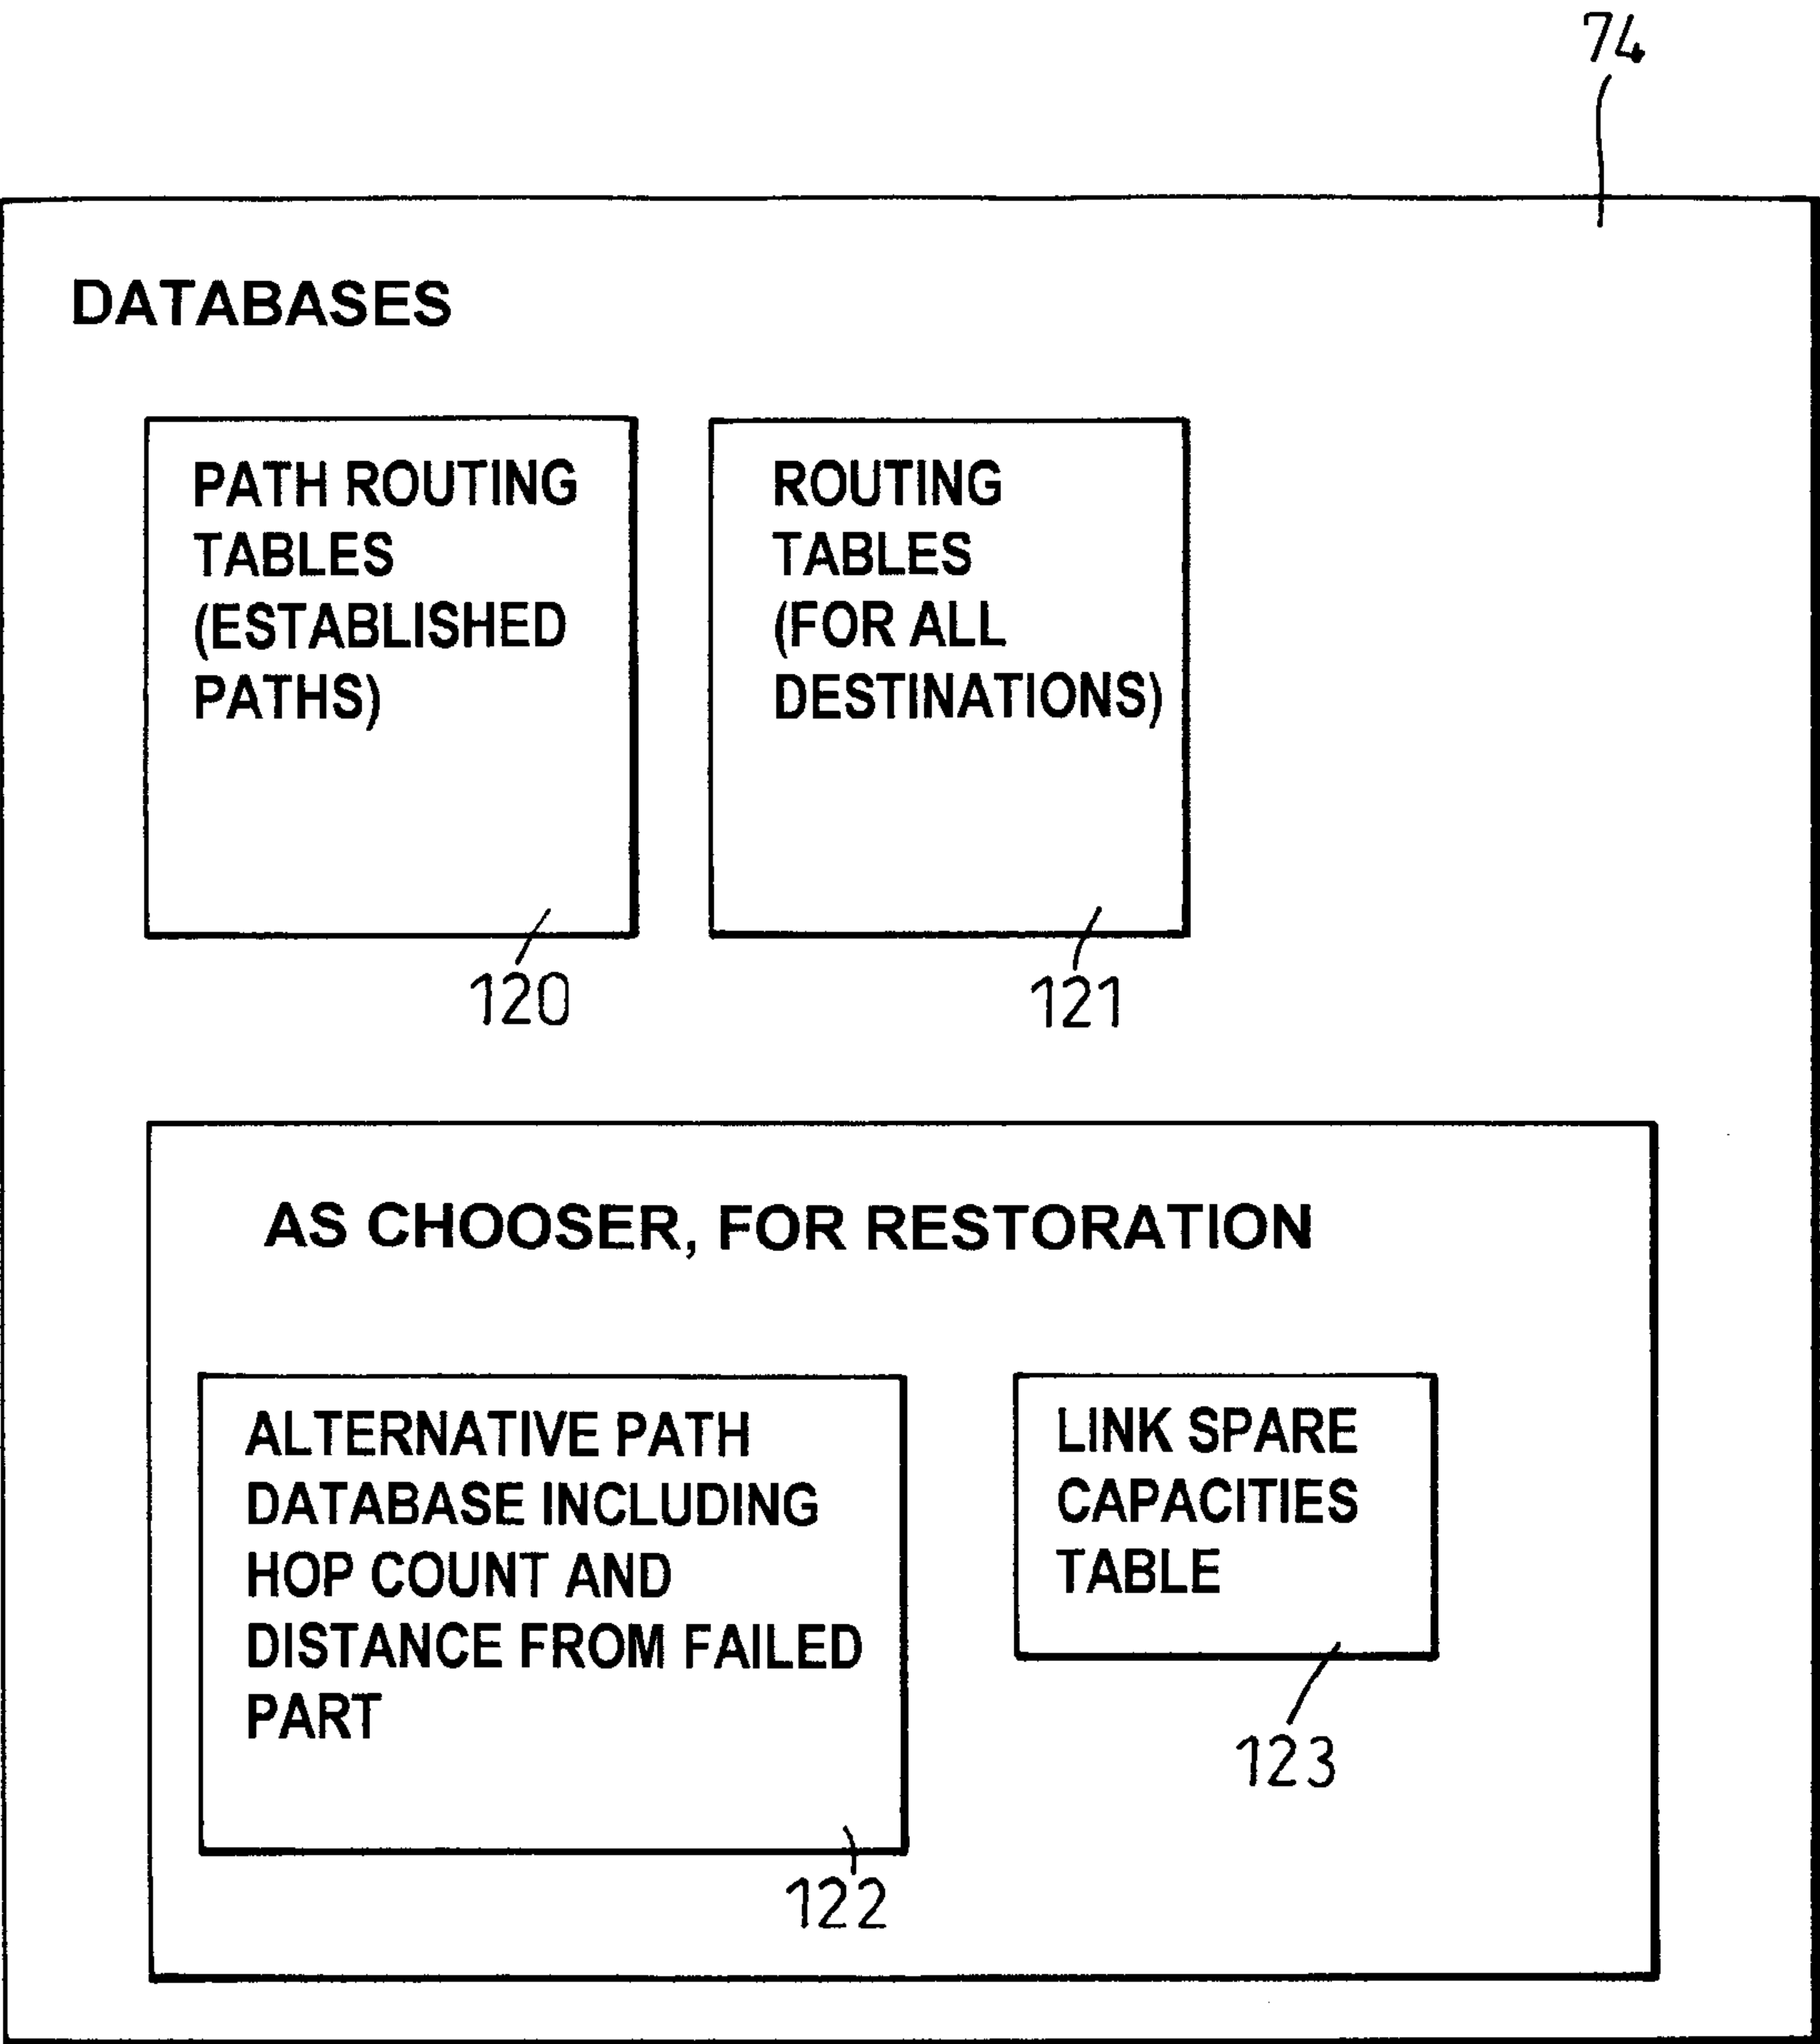 74
DATABASES
PATH ROUTING
TABLES
(ESTABLISHED
PATHS)
120
ROUTING
TABLES
(FOR ALL
DESTINATIONS)
121
AS CHOOSER, FOR RESTORATION
ALTERNATIVE PATH
DATABASE INCLUDING
HOP COUNT AND
DISTANCE FROM FAILED
PART
122
LINK SPARE
CAPACITIES
TABLE
123